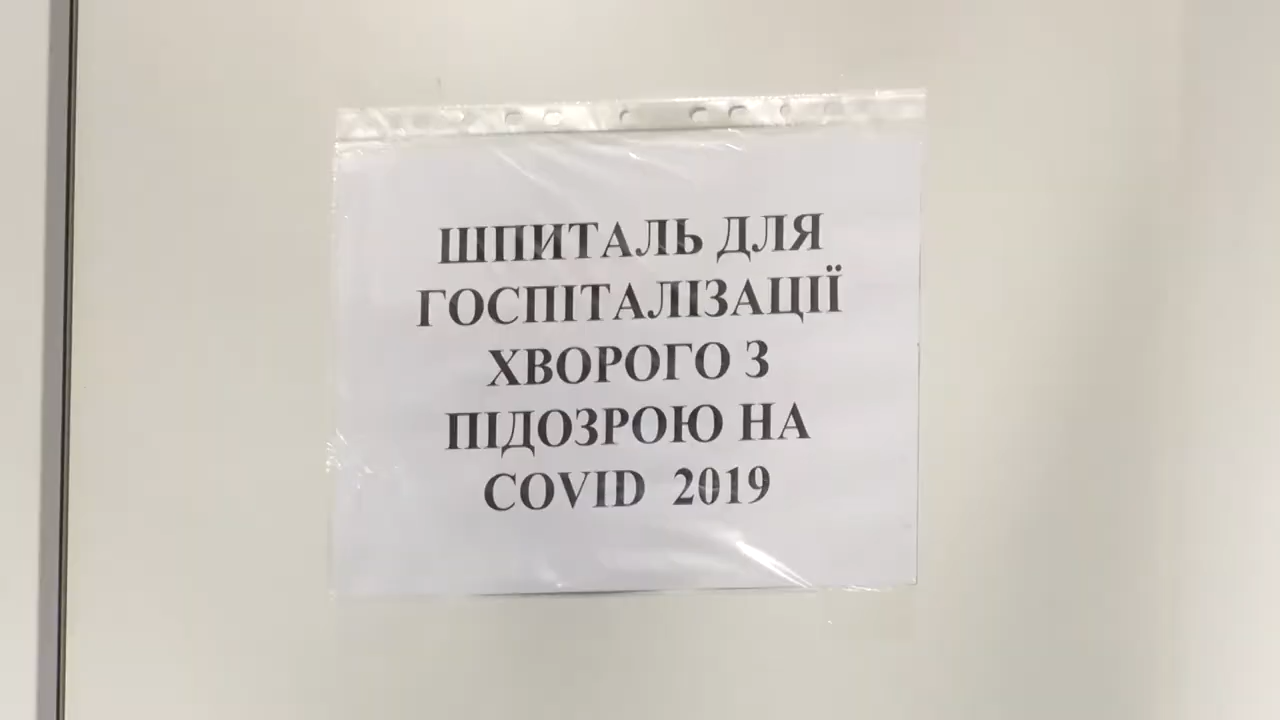 ШПИТАЛЬ ДЛЯ
ГОСПІТАЛІЗАЦІЇ
ХВОРОГО З
ПІДОЗРОЮ НА
COVID 2019